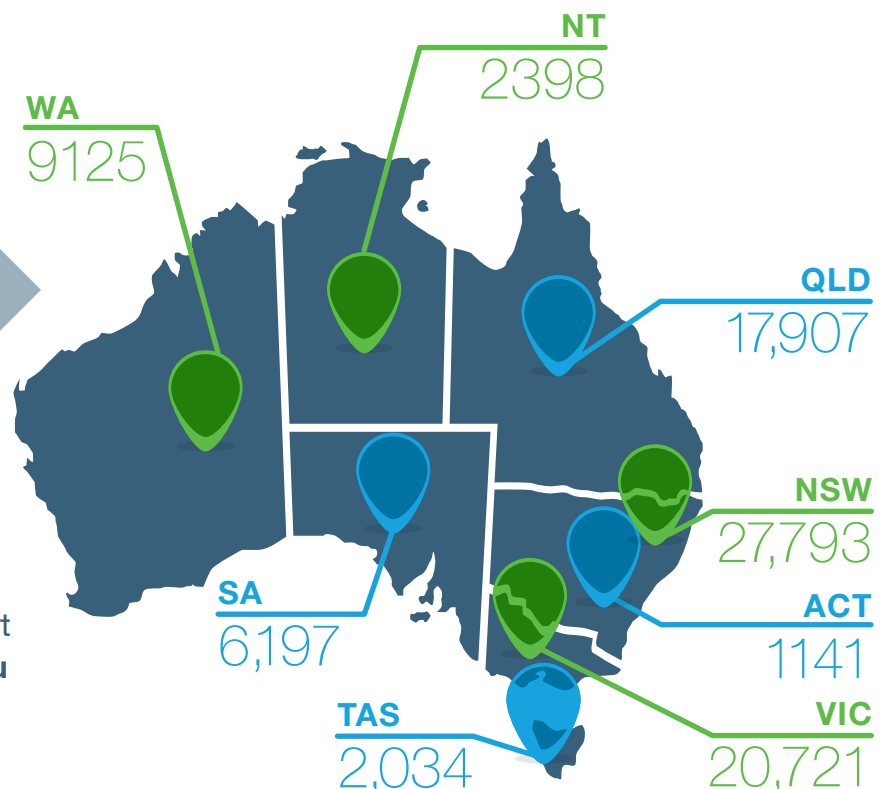 NT
2398
WA
9125
QLD
17,907
NSW
27,793
SA
6,197
ACT
1141
TAS
2,034
VIC
20,721